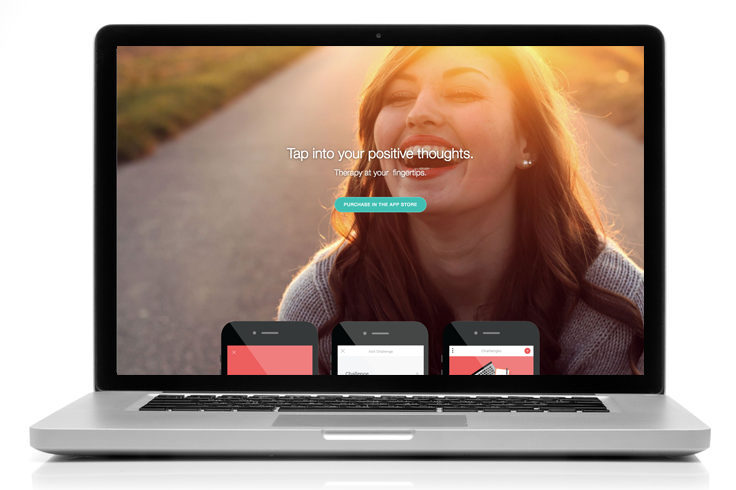 Tap into your positive thoughts.
Therapy at your fingertips.
PURCHASE IN THE APP STORE
Add Challenge
Challenges
Challenge